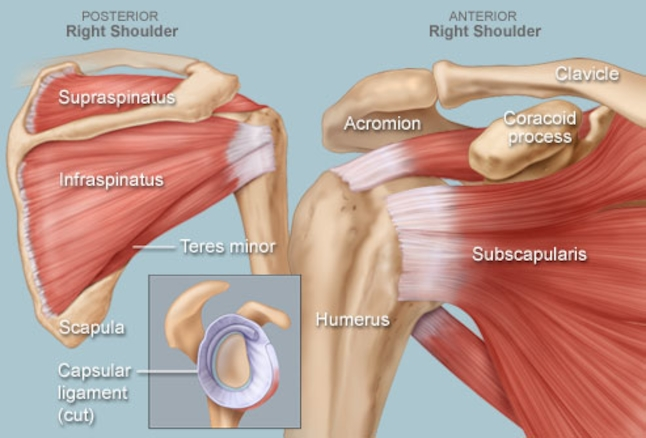 POSTERIOR
Right Shoulder
ANTERIOR
Right Shoulder
Supraspinatus
Infraspinatus
Teres minor
Scapula
Capsular
ligament
(cut)
Clavicle
Acromion
Coracoid
process
Subscapularis
Humerus